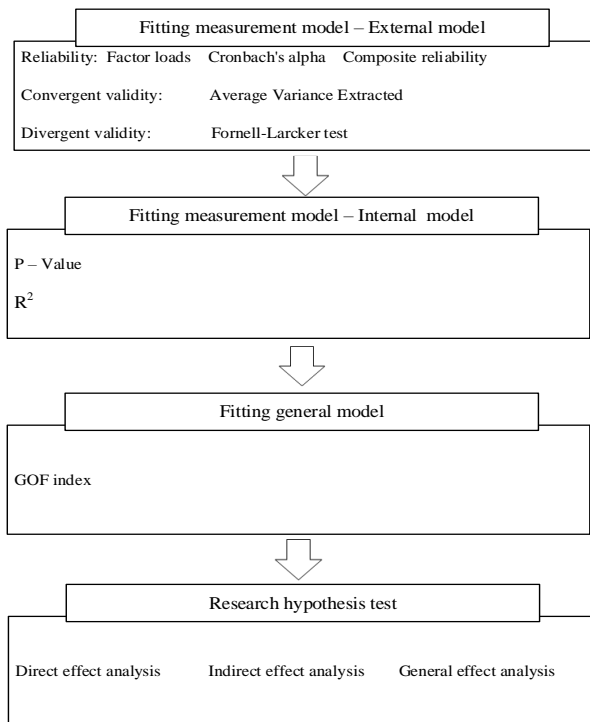 Fitting measurement model – External model
Reliability: Factor loads Cronbach's alpha Composite reliability
Convergent validity: Average Variance Extracted
Divergent validity: Fornell-Larcker test
Fitting measurement model – Internal model
P – Value
R²
Fitting general model
GOF index
Research hypothesis test
Direct effect analysis Indirect effect analysis General effect analysis